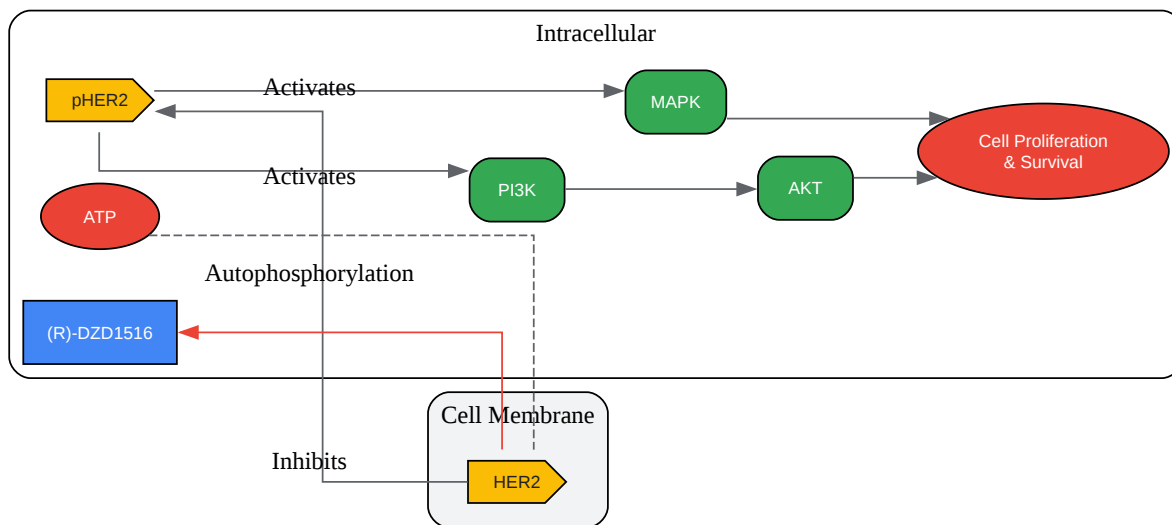 Intracellular
Activates
pHER2
MAPK
Cell Proliferation
& Survival
Activates
PI3K
AKT
ATP
Autophosphorylation
(R)-DZD1516
Cell Membrane
Inhibits
HER2